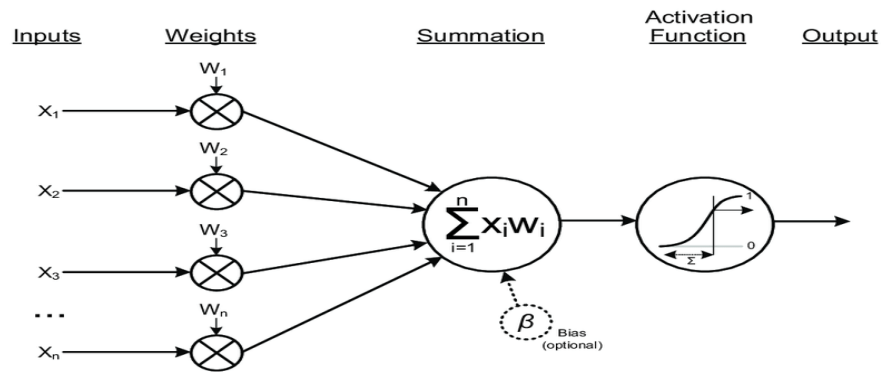 Inputs Weights Summation Activation Function Output
W₁
X₁
W₂
X₂
W₃
X₃
...
Wₙ
Xₙ
n
∑ xᵢwᵢ
i=1
β Bias
(optional)
1
0
Σ